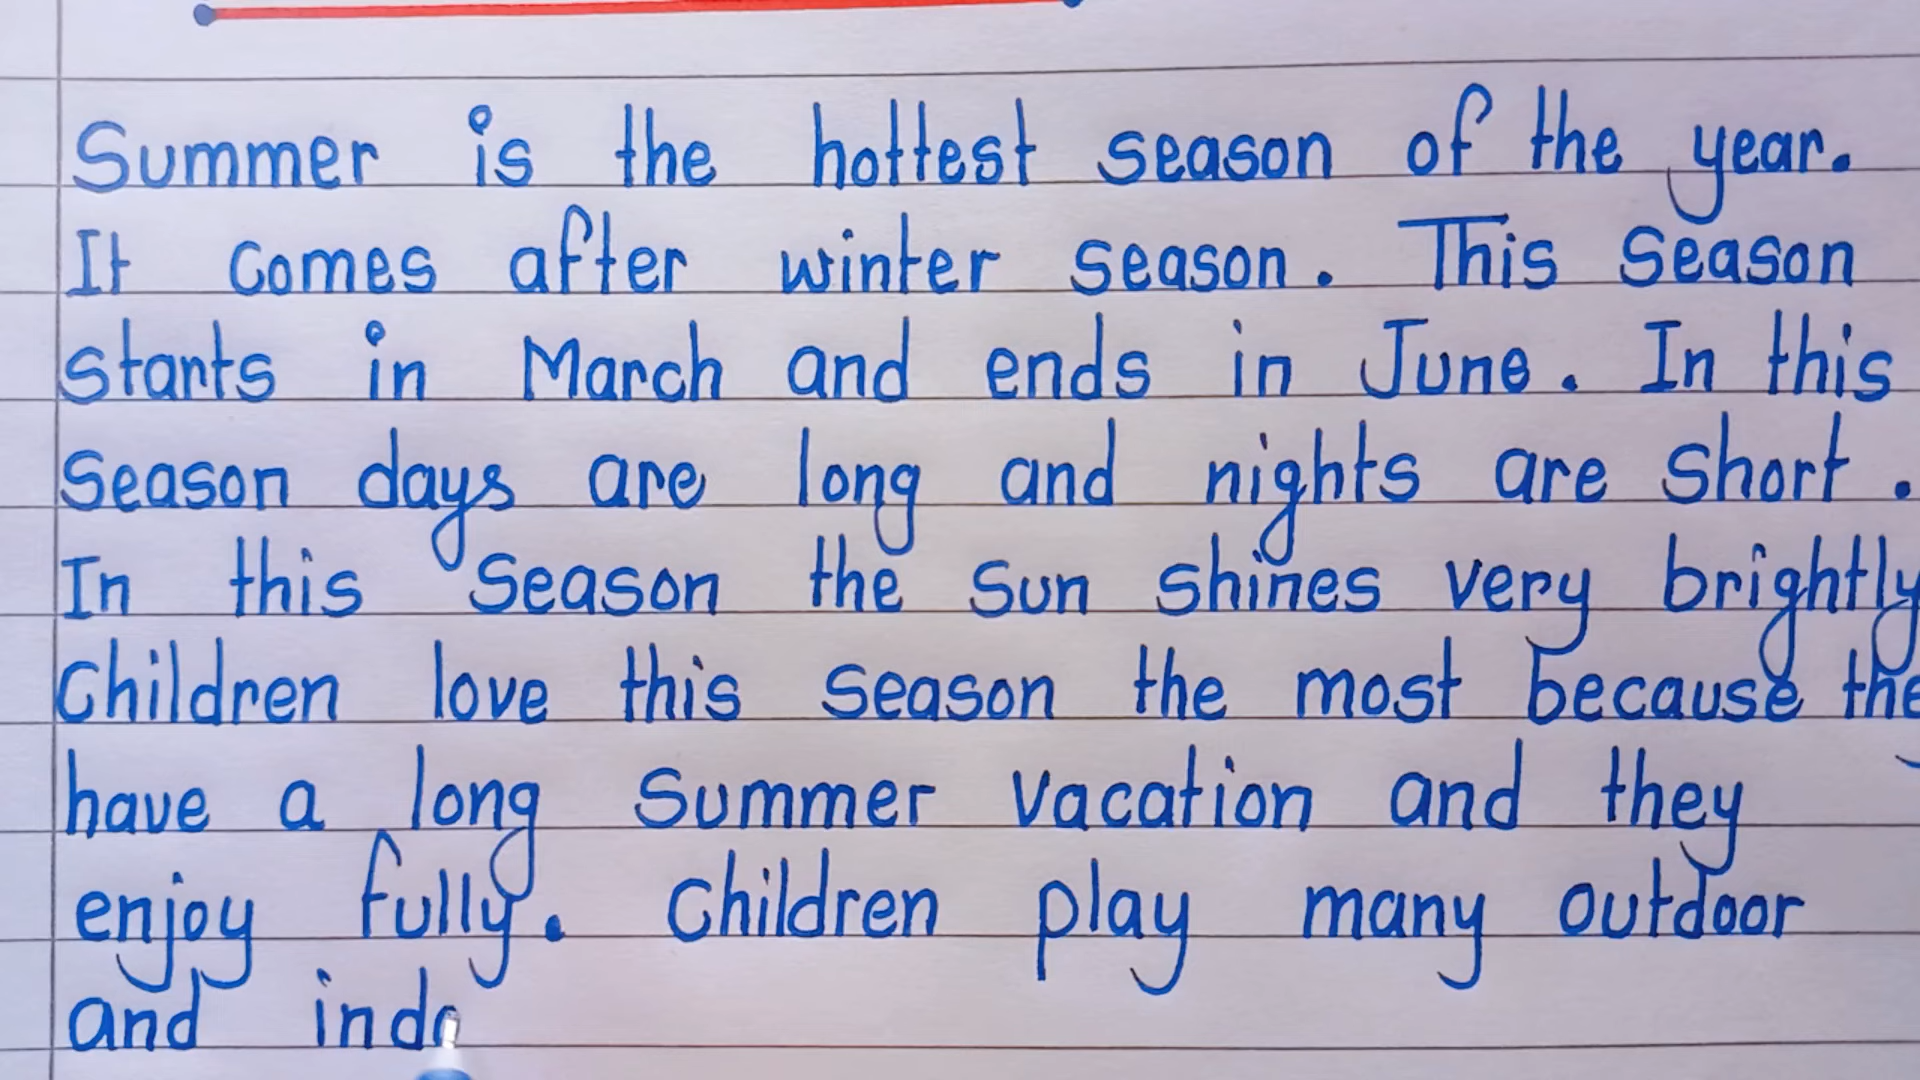 Summer is the hottest season of the year.
It comes after winter season. This season
starts in March and ends in June. In this
season days are long and nights are short.
In this season the sun shines very brightly
Children love this season the most because the
have a long summer vacation and they
enjoy fully. Children play many outdoor
and indo